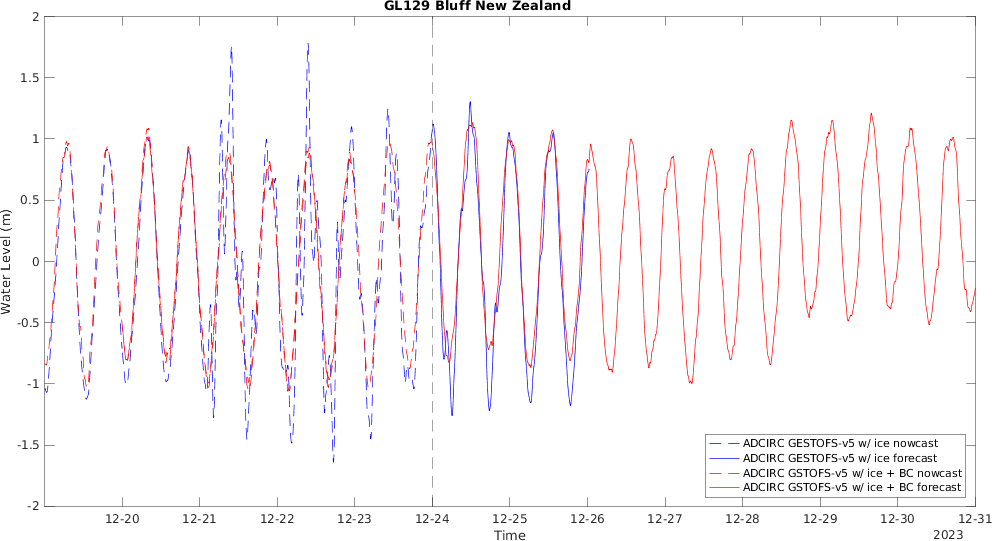 GL129 Bluff New Zealand
2
1.5
1
0.5
0
-0.5
-1
-1.5
-2
Water Level (m)
ADCIRC GESTOFS-v5 w/ ice nowcast
ADCIRC GESTOFS-v5 w/ ice forecast
ADCIRC GSTOFS-v5 w/ ice + BC nowcast
ADCIRC GSTOFS-v5 w/ ice + BC forecast
12-20 12-21 12-22 12-23 12-24 12-25 12-26 12-27 12-28 12-29 12-30 12-31
Time
2023